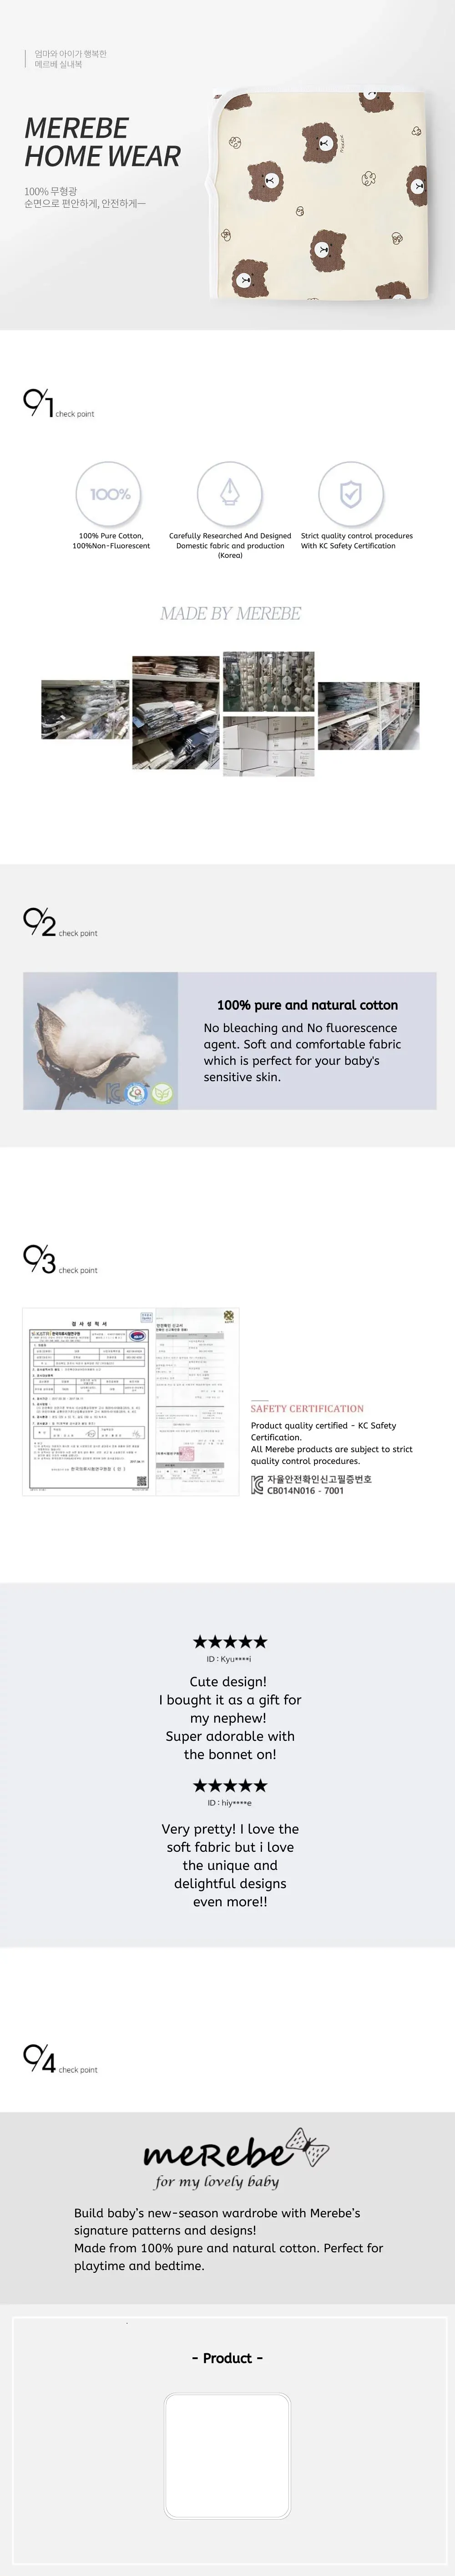 엄마와 아이가 행복한
메르베 실내복
MEREBE
HOME WEAR
100% 무형광
순면으로 편안하게, 안전하게一
01 check point
100%
100% Pure Cotton,
100%Non-Fluorescent
Carefully Researched And Designed
Domestic fabric and production
(Korea)
Strict quality control procedures
With KC Safety Certification
MADE BY MEREBE
02 check point
100% pure and natural cotton
No bleaching and No fluorescence
agent. Soft and comfortable fabric
which is perfect for your baby's
sensitive skin.
03 check point
검 사 성 적 서
SAFETY CERTIFICATION
Product quality certified - KC Safety
Certification.
All Merebe products are subject to strict
quality control procedures.
자율안전확인신고필증번호
CB014N016 - 7001
★★★★★
ID : Kyu****i
Cute design!
I bought it as a gift for
my nephew!
Super adorable with
the bonnet on!
★★★★★
ID : hiy****e
Very pretty! I love the
soft fabric but i love
the unique and
delightful designs
even more!!
04 check point
meRebe
for my lovely baby
Build baby's new-season wardrobe with Merebe's
signature patterns and designs!
Made from 100% pure and natural cotton. Perfect for
playtime and bedtime.
- Product -